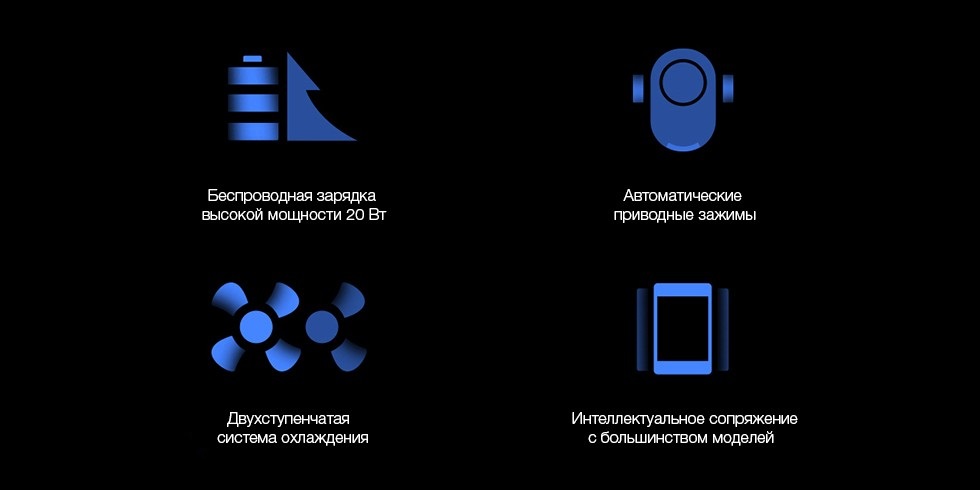 Беспроводная зарядка
высокой мощности 20 Вт
Автоматические
приводные зажимы
Двухступенчатая
система охлаждения
Интеллектуальное сопряжение
с большинством моделей